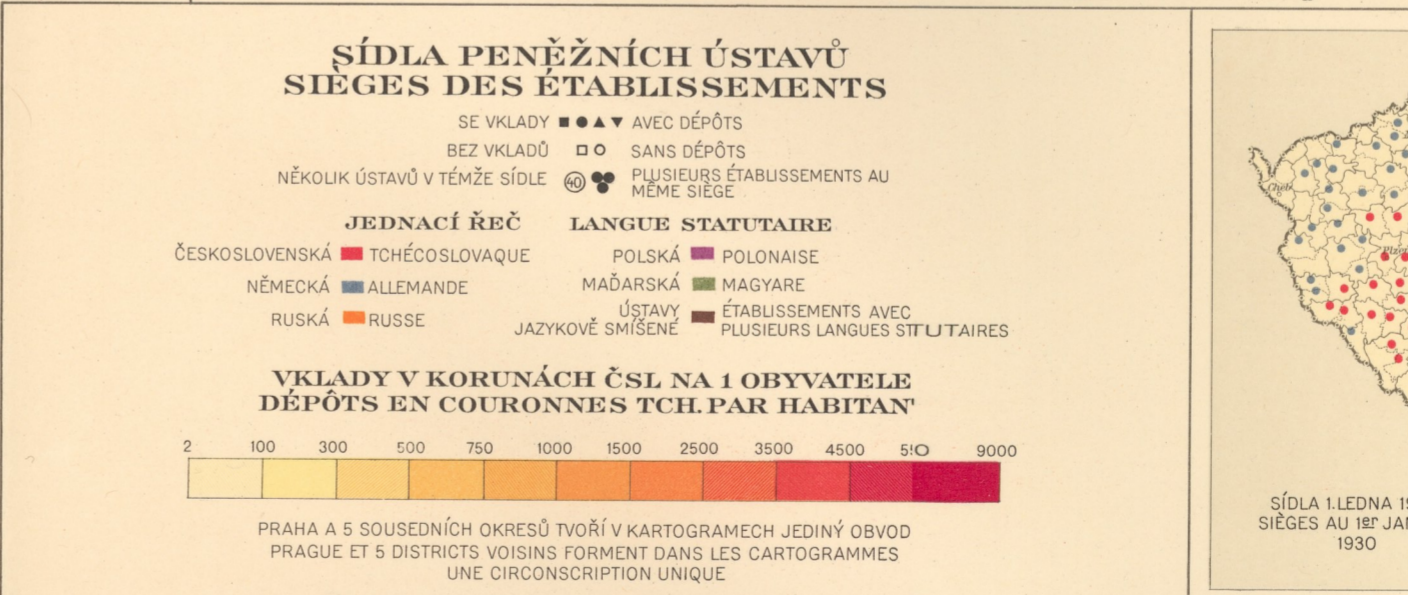 SÍDLA PENĚŽNÍCH ÚSTAVŮ
SIÈGES DES ÉTABLISSEMENTS
SE VKLADY AVEC DÉPÔTS
BEZ VKLADŮ SANS DÉPÔTS
NĚKOLIK ÚSTAVŮ V TÉMŽE SÍDLE 40 PLUSIEURS ÉTABLISSEMENTS AU
MÊME SIÈGE
JEDNACÍ ŘEČ LANGUE STATUTAIRE
ČESKOSLOVENSKÁ TCHÉCOSLOVAQUE
NĚMECKÁ ALLEMANDE
RUSKÁ RUSSE
POLSKÁ POLONAISE
MAĎARSKÁ MAGYARE
ÚSTAVY
JAZYKOVĚ SMÍŠENÉ
ÉTABLISSEMENTS AVEC
PLUSIEURS LANGUES STTUTAIRES
VKLADY V KORUNÁCH ČSL NA 1 OBYVATELE
DÉPÔTS EN COURONNES TCH. PAR HABITAN'
2 100 300 500 750 1000 1500 2500 3500 4500 9000
PRAHA A 5 SOUSEDNÍCH OKRESŮ TVOŘÍ V KARTOGRAMECH JEDINÝ OBVOD
PRAGUE ET 5 DISTRICTS VOISINS FORMENT DANS LES CARTOGRAMMES
UNE CIRCONSCRIPTION UNIQUE
Cheb
Plzeň
SÍDLA 1. LEDNA 19
SIÈGES AU 1er JAN
1930